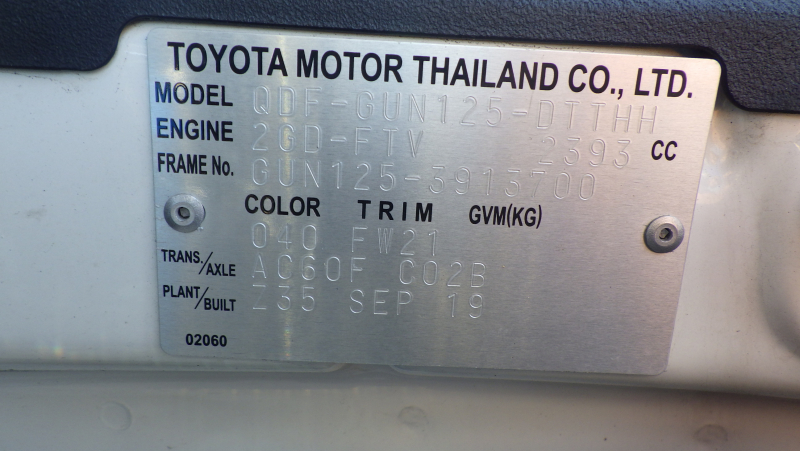 TOYOTA MOTOR THAILAND CO., LTD.
MODEL QDF-GUN125-DTTHH
ENGINE 2GD-FTV 2393 CC
FRAME No. GUN125-3913700
COLOR TRIM GVM(KG)
040 FW21
TRANS./AXLE AC60F C02B
PLANT/BUILT Z35 SEP 19
02060